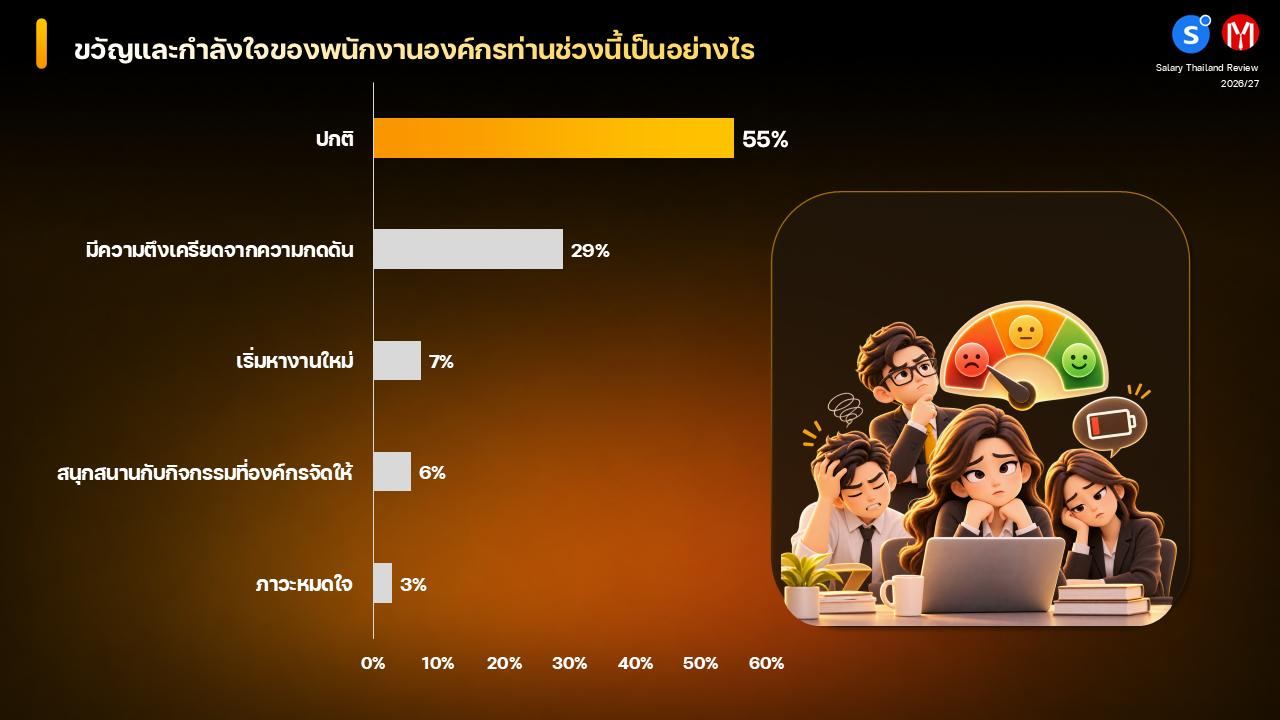 ขวัญและกำลังใจของพนักงานองค์กรท่านช่วงนี้เป็นอย่างไร
S
Salary Thailand Review
2026/27
ปกติ
55%
มีความตึงเครียดจากความกดดัน
29%
เริ่มหางานใหม่
7%
สนุกสนานกับกิจกรรมที่องค์กรจัดให้
6%
ภาวะหมดใจ
3%
0% 10% 20% 30% 40% 50% 60%